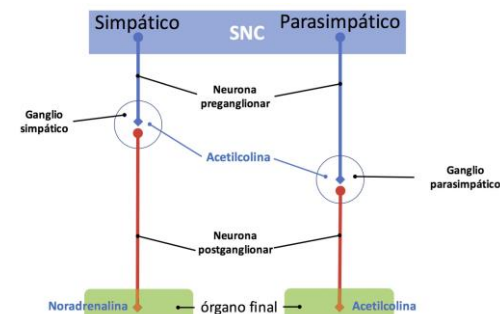 Simpático
SNC
Parasimpático
Neurona
preganglionar
Ganglio
simpático
Acetilcolina
Ganglio
parasimpático
Neurona
postganglionar
Noradrenalina
órgano final
Acetilcolina